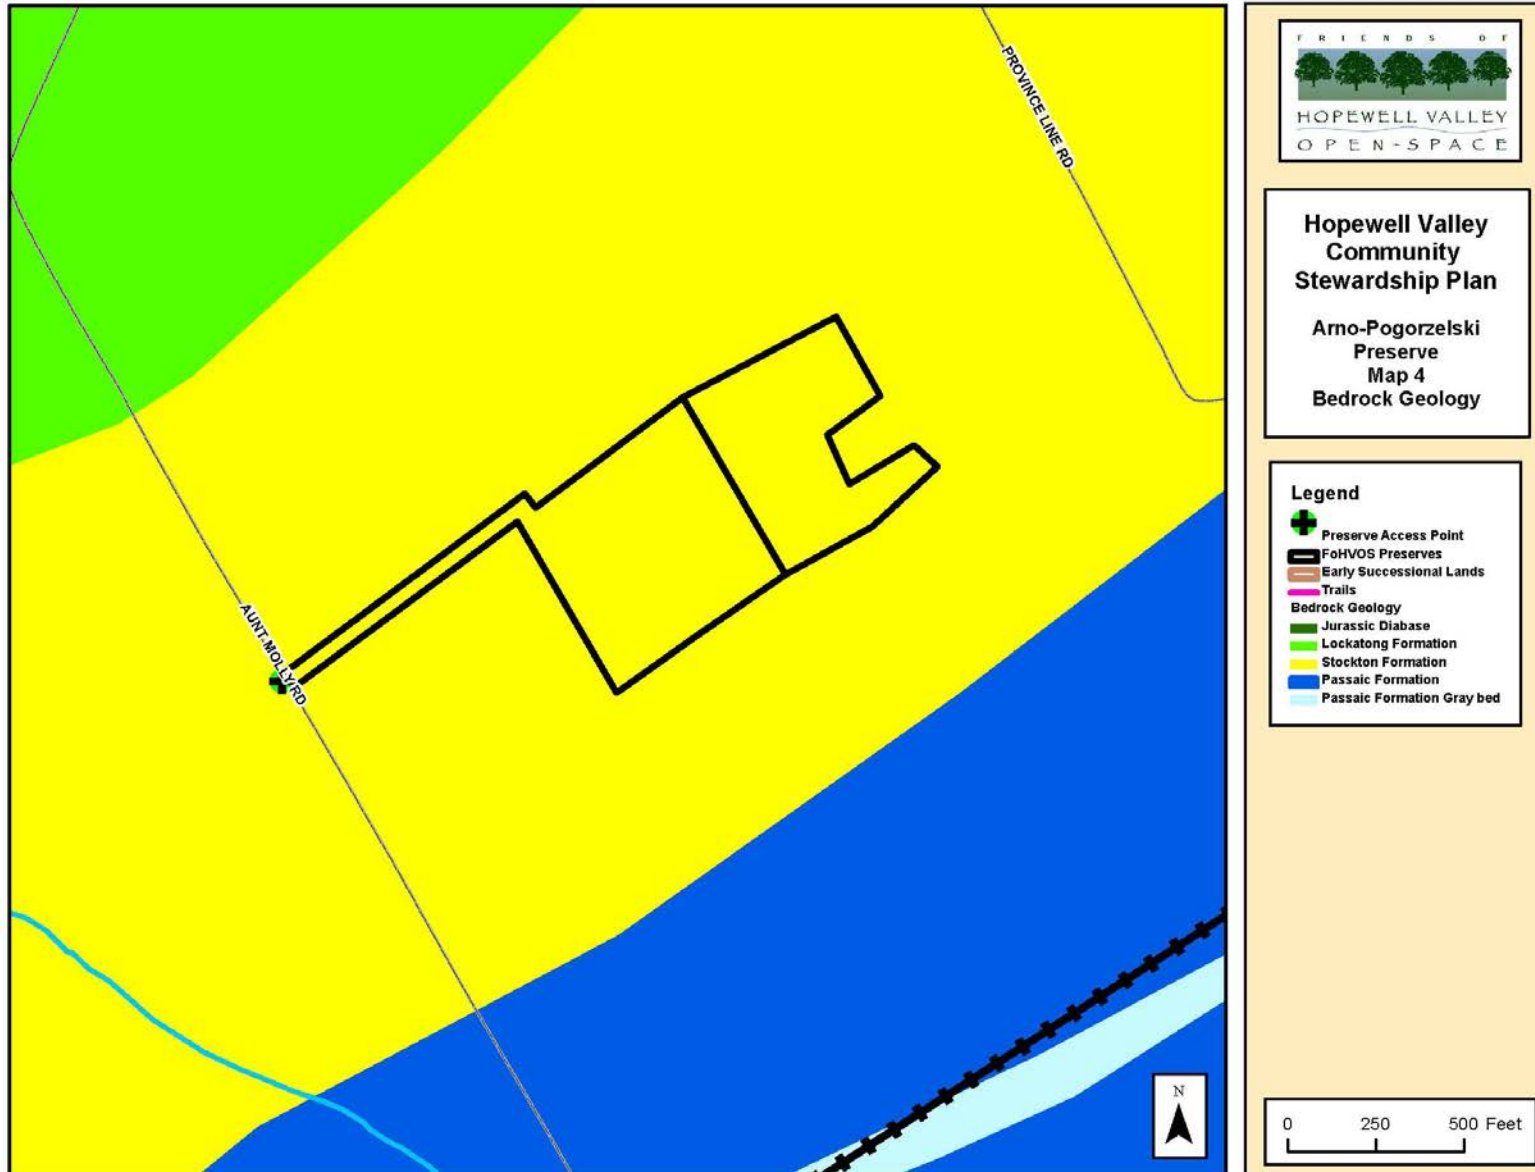 PROVINCE LINE RD
AUNT MOLLY RD
N
FRIENDS OF
HOPEWELL VALLEY
OPEN-SPACE
Hopewell Valley
Community
Stewardship Plan
Arno-Pogorzelski
Preserve
Map 4
Bedrock Geology
Legend
Preserve Access Point
FoHVOS Preserves
Early Successional Lands
Trails
Bedrock Geology
Jurassic Diabase
Lockatong Formation
Stockton Formation
Passaic Formation
Passaic Formation Gray bed
0 250 500 Feet